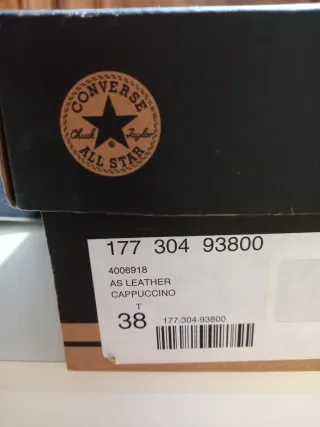 CONVERSE
Chuck Taylor
ALL STAR
177 304 93800
4006918
AS LEATHER
CAPPUCCINO
T
38
177-304-93800